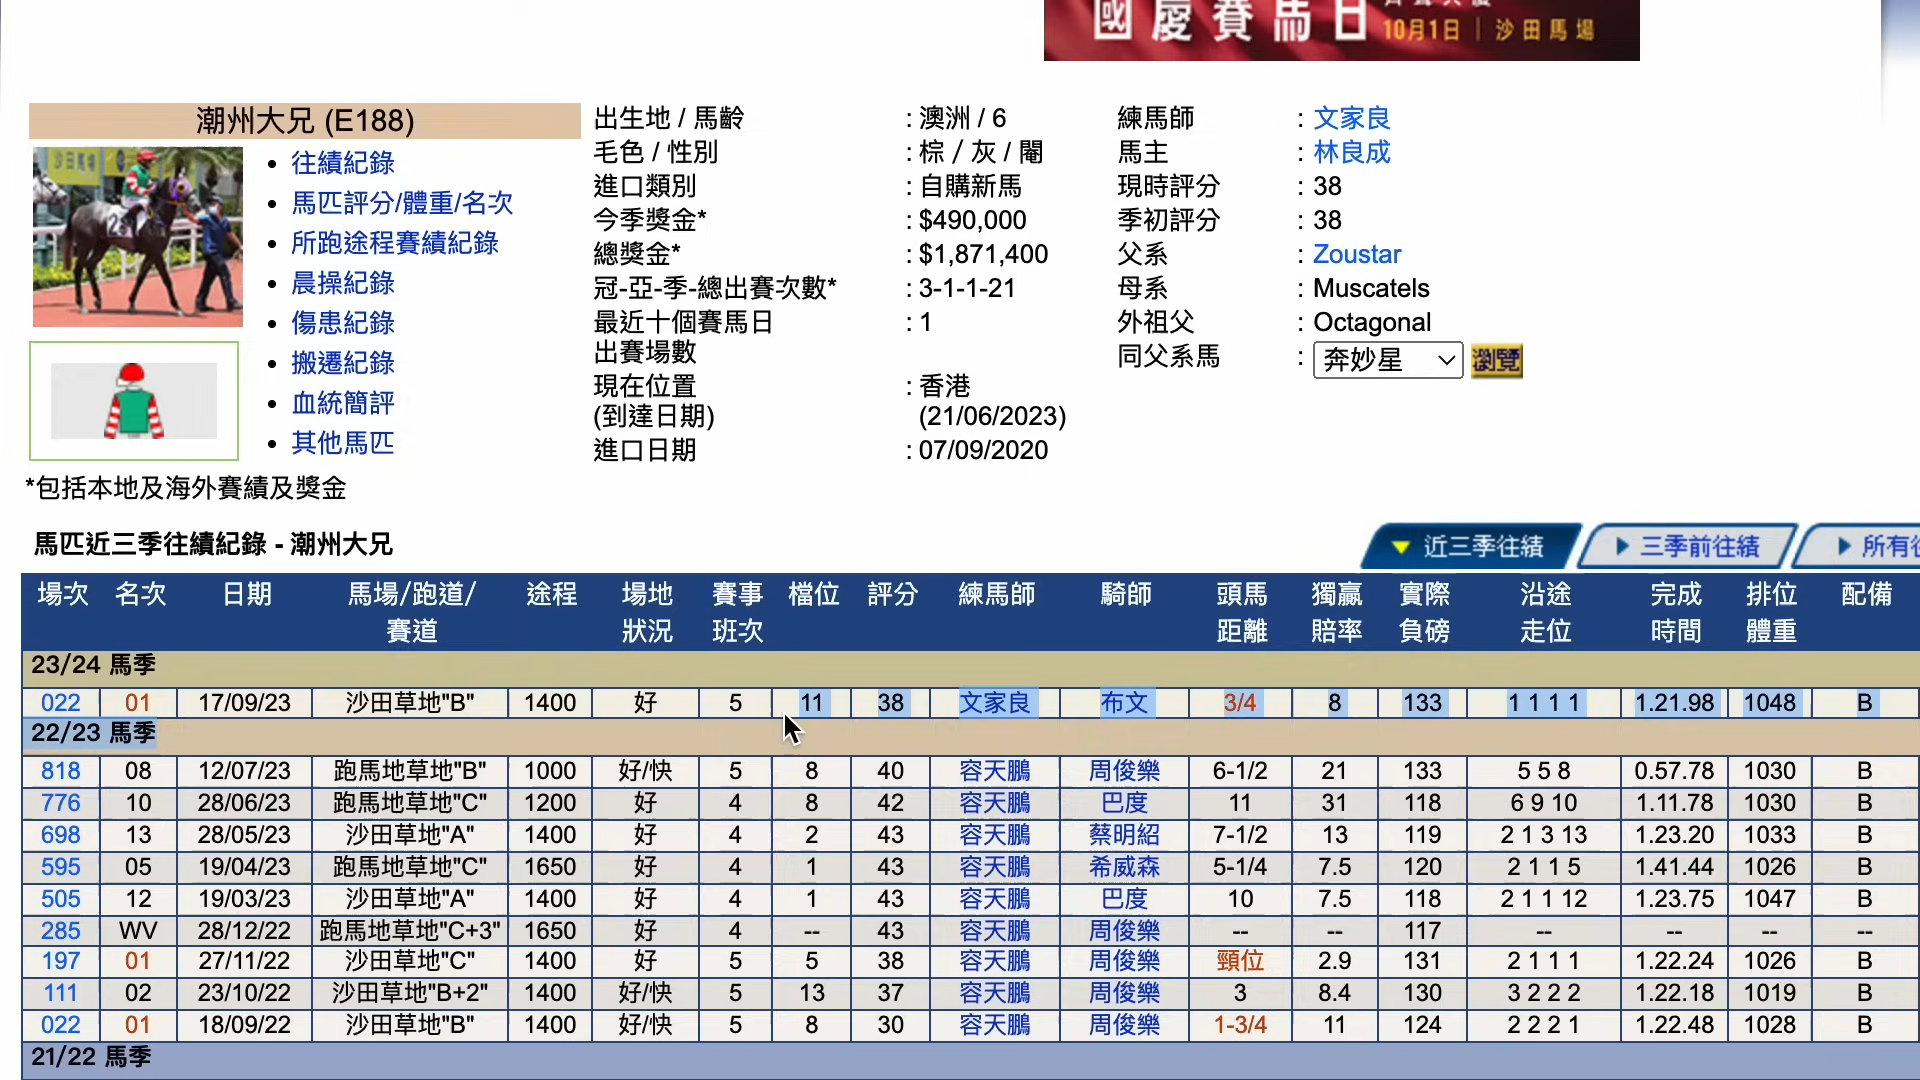 國慶賽馬日
10月1日 | 沙田馬場
潮州大兄 (E188)
往績紀錄
馬匹評分/體重/名次
所跑途程賽績紀錄
晨操紀錄
傷患紀錄
搬遷紀錄
血統簡評
其他馬匹
*包括本地及海外賽績及獎金
出生地 / 馬齡 : 澳洲 / 6
毛色 / 性別 : 棕 / 灰 / 閹
進口類別 : 自購新馬
今季獎金* : $490,000
總獎金* : $1,871,400
冠-亞-季-總出賽次數* : 3-1-1-21
最近十個賽馬日 : 1
出賽場數
現在位置 : 香港
(到達日期) (21/06/2023)
進口日期 : 07/09/2020
練馬師 : 文家良
馬主 : 林良成
現時評分 : 38
季初評分 : 38
父系 : Zoustar
母系 : Muscatels
外祖父 : Octagonal
同父系馬 : 奔妙星 瀏覽
馬匹近三季往績紀錄 - 潮州大兄
近三季往績 三季前往績 所有往
場次 名次 日期 馬場/跑道/ 途程 場地 賽事 檔位 評分 練馬師 騎師 頭馬 獨贏 實際 沿途 完成 排位 配備
賽道 狀況 班次 距離 賠率 負磅 走位 時間 體重
23/24 馬季
022 01 17/09/23 沙田草地"B" 1400 好 5 11 38 文家良 布文 3/4 8 133 1 1 1 1 1.21.98 1048 B
22/23 馬季
818 08 12/07/23 跑馬地草地"B" 1000 好/快 5 8 40 容天鵬 周俊樂 6-1/2 21 133 5 5 8 0.57.78 1030 B
776 10 28/06/23 跑馬地草地"C" 1200 好 4 8 42 容天鵬 巴度 11 31 118 6 9 10 1.11.78 1030 B
698 13 28/05/23 沙田草地"A" 1400 好 4 2 43 容天鵬 蔡明紹 7-1/2 13 119 2 1 3 13 1.23.20 1033 B
595 05 19/04/23 跑馬地草地"C" 1650 好 4 1 43 容天鵬 希威森 5-1/4 7.5 120 2 1 1 5 1.41.44 1026 B
505 12 19/03/23 沙田草地"A" 1400 好 4 1 43 容天鵬 巴度 10 7.5 118 2 1 1 12 1.23.75 1047 B
285 WV 28/12/22 跑馬地草地"C+3" 1650 好 4 -- 43 容天鵬 周俊樂 -- -- 117 -- -- -- --
197 01 27/11/22 沙田草地"C" 1400 好 5 5 38 容天鵬 周俊樂 頸位 2.9 131 2 1 1 1 1.22.24 1026 B
111 02 23/10/22 沙田草地"B+2" 1400 好/快 5 13 37 容天鵬 周俊樂 3 8.4 130 3 2 2 2 1.22.18 1019 B
022 01 18/09/22 沙田草地"B" 1400 好/快 5 8 30 容天鵬 周俊樂 1-3/4 11 124 2 2 2 1 1.22.48 1028 B
21/22 馬季